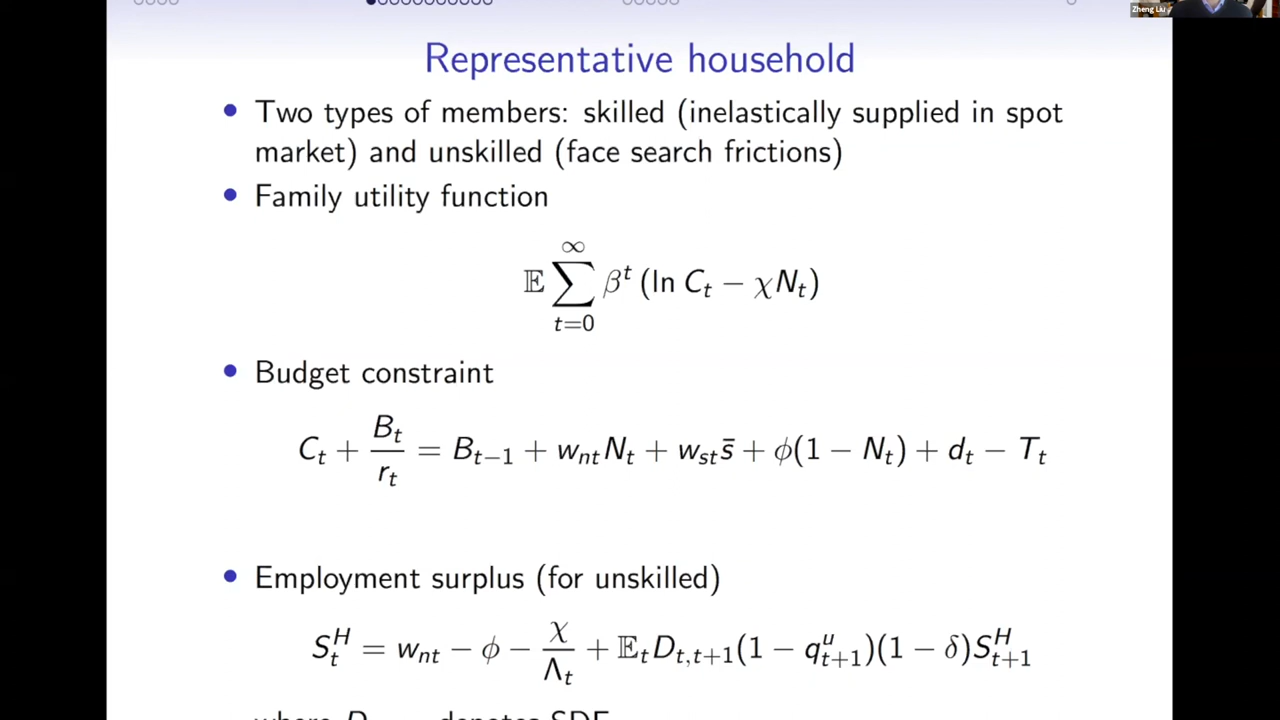 Zheng Liu
Representative household
• Two types of members: skilled (inelastically supplied in spot
market) and unskilled (face search frictions)
• Family utility function
𝔼 ∑_{t=0}^{∞} β^t (ln C_t − χN_t)
• Budget constraint
C_t + B_t/r_t = B_{t−1} + w_{nt}N_t + w_{st}s̄ + ϕ(1 − N_t) + d_t − T_t
• Employment surplus (for unskilled)
S_t^H = w_{nt} − ϕ − χ/Λ_t + 𝔼_t D_{t,t+1}(1 − q_{t+1}^u)(1 − δ)S_{t+1}^H